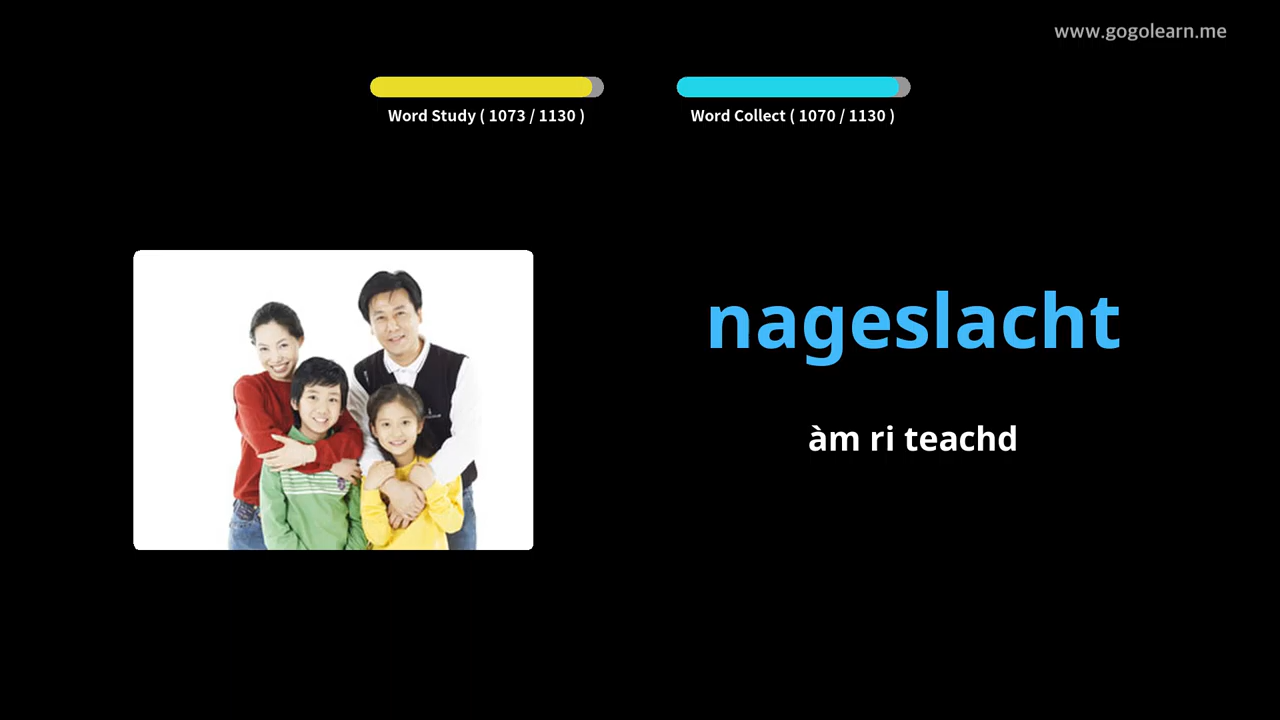 www.gogolearn.me
Word Study ( 1073 / 1130 )
Word Collect ( 1070 / 1130 )
nageslacht
àm ri teachd